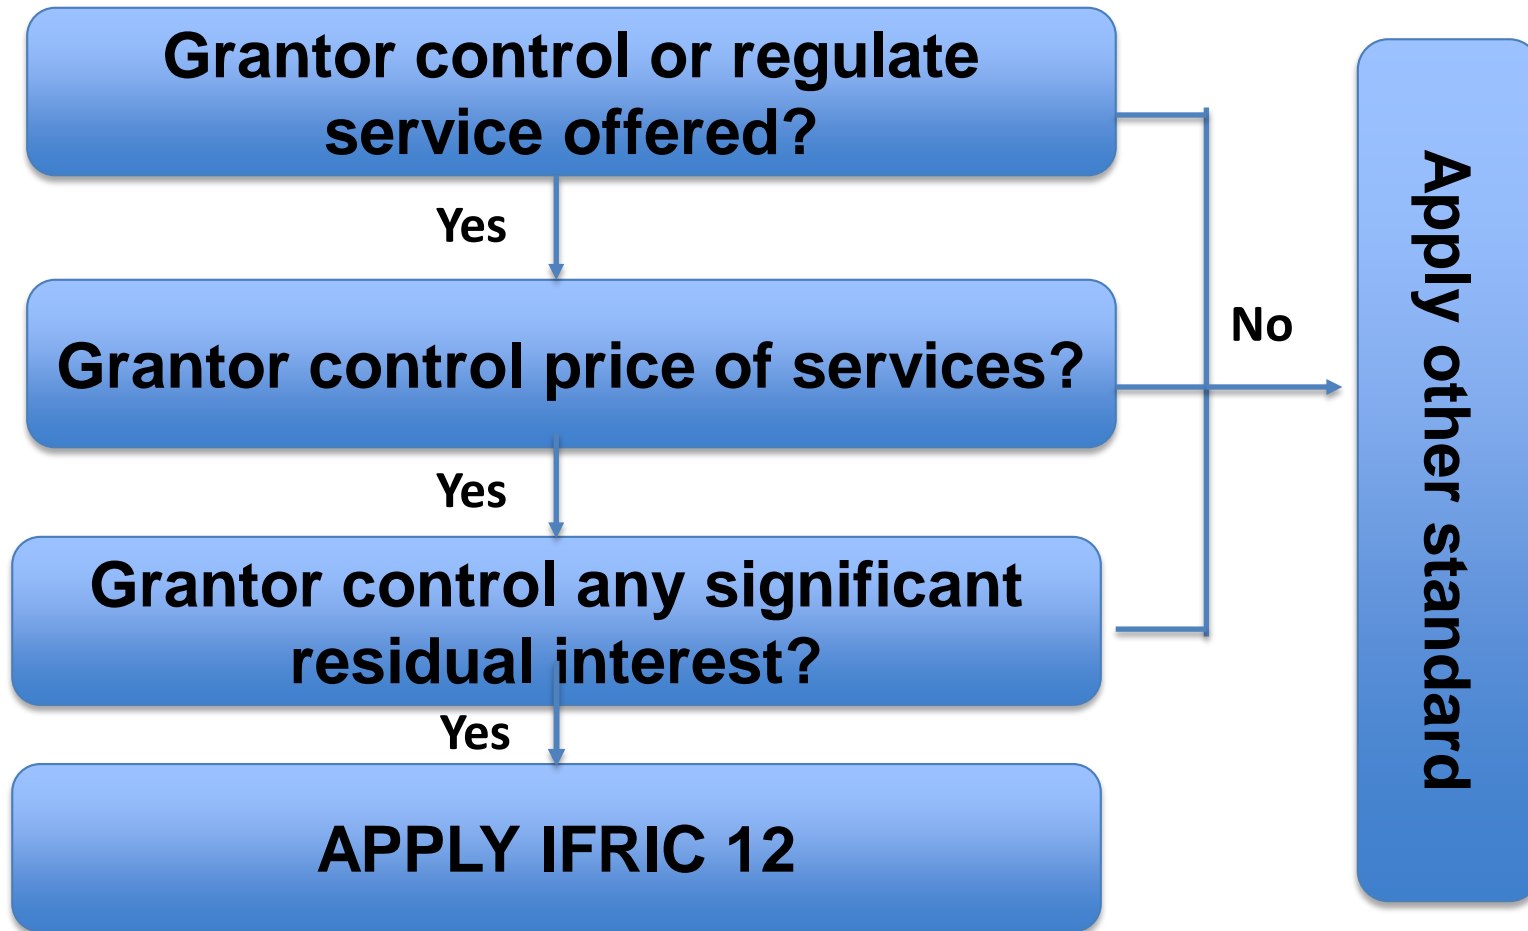 Grantor control or regulate
service offered?
Yes
Grantor control price of services?
No
Yes
Grantor control any significant
residual interest?
Yes
APPLY IFRIC 12
Apply other standard